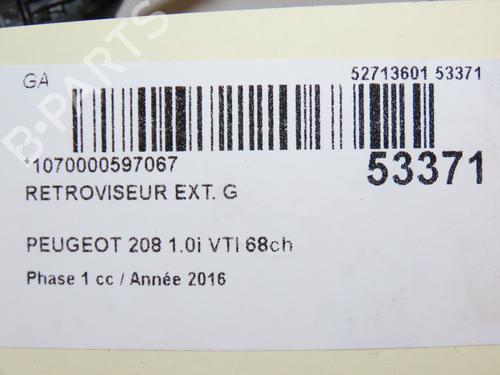 GA
52713601 53371
*1070000597067
53371
RETROVISEUR EXT. G
PEUGEOT 208 1.0i VTI 68ch
Phase 1 cc / Année 2016
B-PARTS